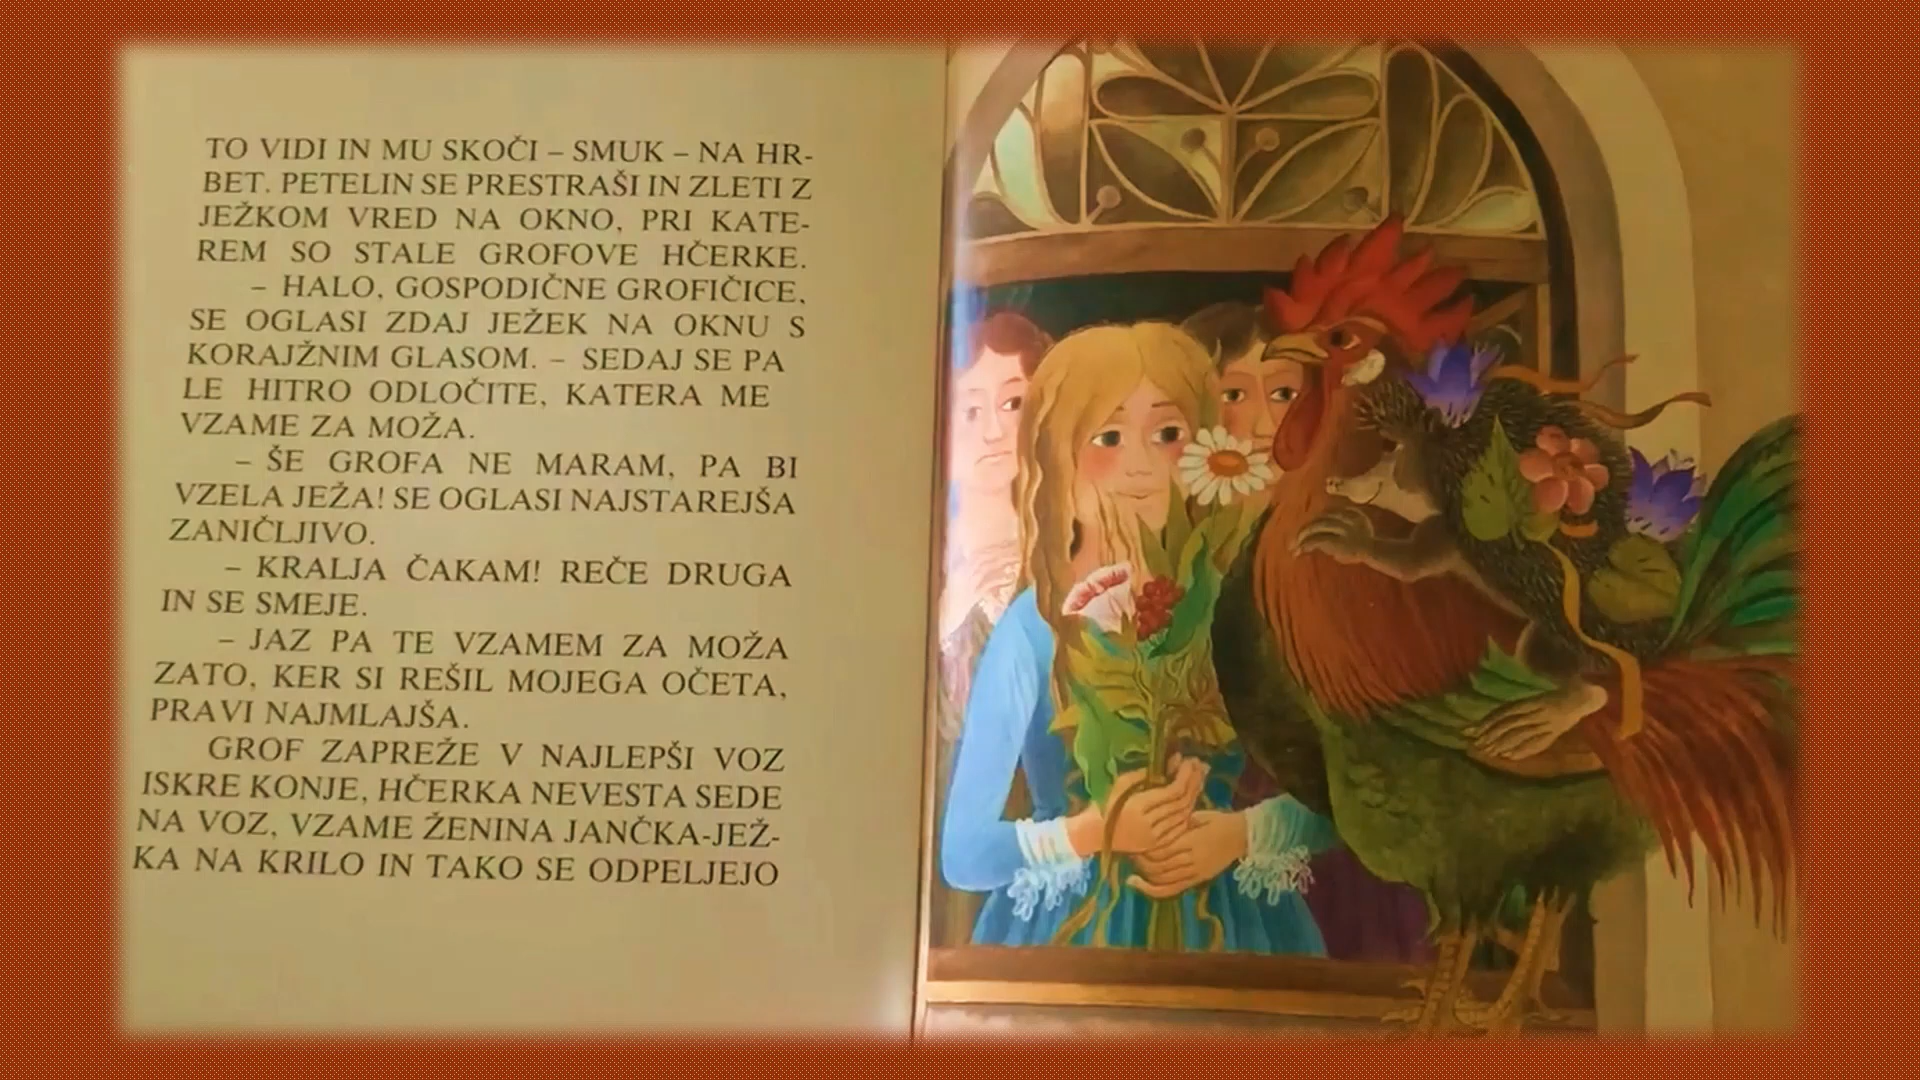 TO VIDI IN MU SKOČI – SMUK – NA HR-
BET. PETELIN SE PRESTRAŠI IN ZLETI Z
JEŽKOM VRED NA OKNO, PRI KATE-
REM SO STALE GROFOVE HČERKE.
– HALO, GOSPODIČNE GROFIČICE,
SE OGLASI ZDAJ JEŽEK NA OKNU S
KORAJŽNIM GLASOM. – SEDAJ SE PA
LE HITRO ODLOČITE, KATERA ME
VZAME ZA MOŽA.
– ŠE GROFA NE MARAM, PA BI
VZELA JEŽA! SE OGLASI NAJSTAREJŠA
ZANIČLJIVO.
– KRALJA ČAKAM! REČE DRUGA
IN SE SMEJE.
– JAZ PA TE VZAMEM ZA MOŽA
ZATO, KER SI REŠIL MOJEGA OČETA,
PRAVI NAJMLAJŠA.
GROF ZAPREŽE V NAJLEPŠI VOZ
ISKRE KONJE, HČERKA NEVESTA SEDE
NA VOZ, VZAME ŽENINA JANČKA-JEŽ-
KA NA KRILO IN TAKO SE ODPELJEJO